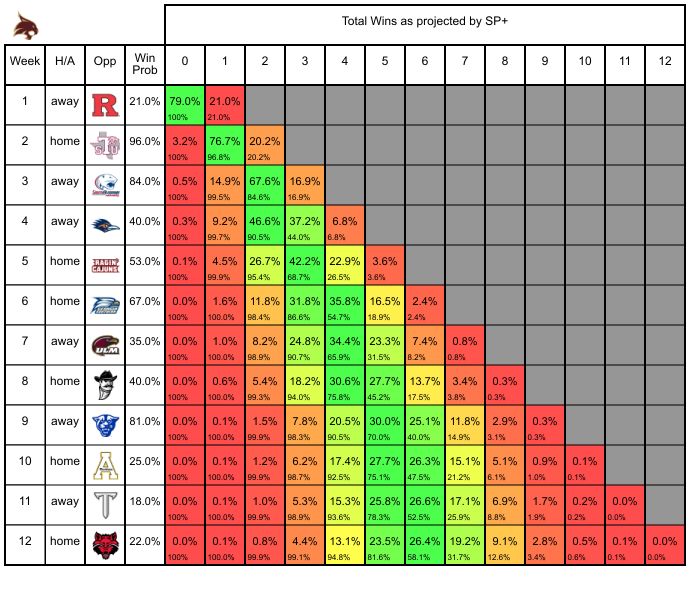 Total Wins as projected by SP+
Week H/A Opp Win Prob 0 1 2 3 4 5 6 7 8 9 10 11 12
1 away R 21.0% 79.0% 21.0%
100% 21.0%
2 home 96.0% 3.2% 76.7% 20.2%
100% 96.8% 20.2%
3 away 84.0% 0.5% 14.9% 67.6% 16.9%
100% 99.5% 84.6% 16.9%
4 away 40.0% 0.3% 9.2% 46.6% 37.2% 6.8%
100% 99.7% 90.5% 44.0% 6.8%
5 home RAGIN CAJUNS 53.0% 0.1% 4.5% 26.7% 42.2% 22.9% 3.6%
100% 99.9% 95.4% 68.7% 26.5% 3.6%
6 home 67.0% 0.0% 1.6% 11.8% 31.8% 35.8% 16.5% 2.4%
100% 100.0% 98.4% 86.6% 54.7% 18.9% 2.4%
7 away ULM 35.0% 0.0% 1.0% 8.2% 24.8% 34.4% 23.3% 7.4% 0.8%
100% 100.0% 98.9% 90.7% 65.9% 31.5% 8.2% 0.8%
8 home 40.0% 0.0% 0.6% 5.4% 18.2% 30.6% 27.7% 13.7% 3.4% 0.3%
100% 100.0% 99.3% 94.0% 75.8% 45.2% 17.5% 3.8% 0.3%
9 away 81.0% 0.0% 0.1% 1.5% 7.8% 20.5% 30.0% 25.1% 11.8% 2.9% 0.3%
100% 100.0% 99.9% 98.3% 90.5% 70.0% 40.0% 14.9% 3.1% 0.3%
10 home A 25.0% 0.0% 0.1% 1.2% 6.2% 17.4% 27.7% 26.3% 15.1% 5.1% 0.9% 0.1%
100% 100.0% 99.9% 98.7% 92.5% 75.1% 47.5% 21.2% 6.1% 1.0% 0.1%
11 away T 18.0% 0.0% 0.1% 1.0% 5.3% 15.3% 25.8% 26.6% 17.1% 6.9% 1.7% 0.2% 0.0%
100% 100.0% 99.9% 98.9% 93.6% 78.3% 52.5% 25.9% 8.8% 1.9% 0.2% 0.0%
12 home 22.0% 0.0% 0.1% 0.8% 4.4% 13.1% 23.5% 26.4% 19.2% 9.1% 2.8% 0.5% 0.1% 0.0%
100% 100.0% 99.9% 99.1% 94.8% 81.6% 58.1% 31.7% 12.6% 3.4% 0.6% 0.1% 0.0%